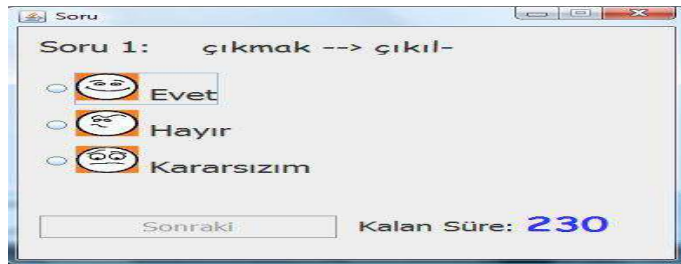 Soru
Soru 1: çıkmak --> çıkıl-
Evet
Hayır
Kararsızım
Sonraki Kalan Süre: 230